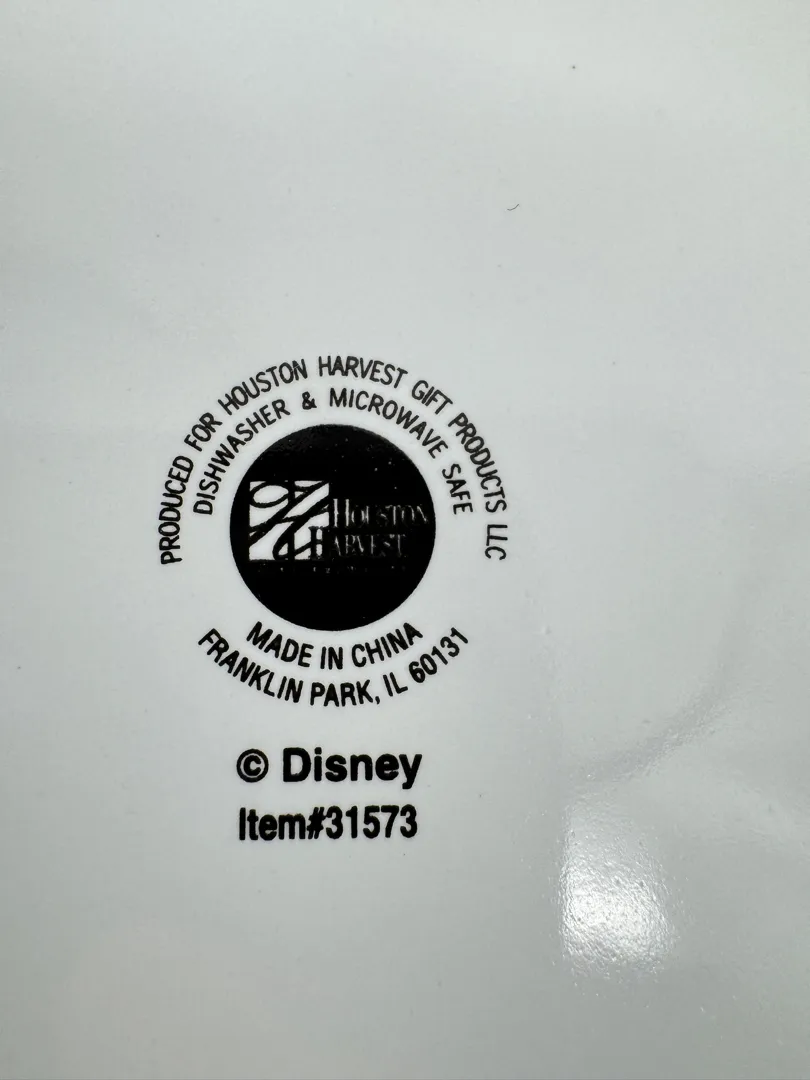 PRODUCED FOR HOUSTON HARVEST GIFT PRODUCTS LLC
DISHWASHER & MICROWAVE SAFE
HOUSTON
HARVEST
MADE IN CHINA
FRANKLIN PARK, IL 60131
© Disney
Item#31573